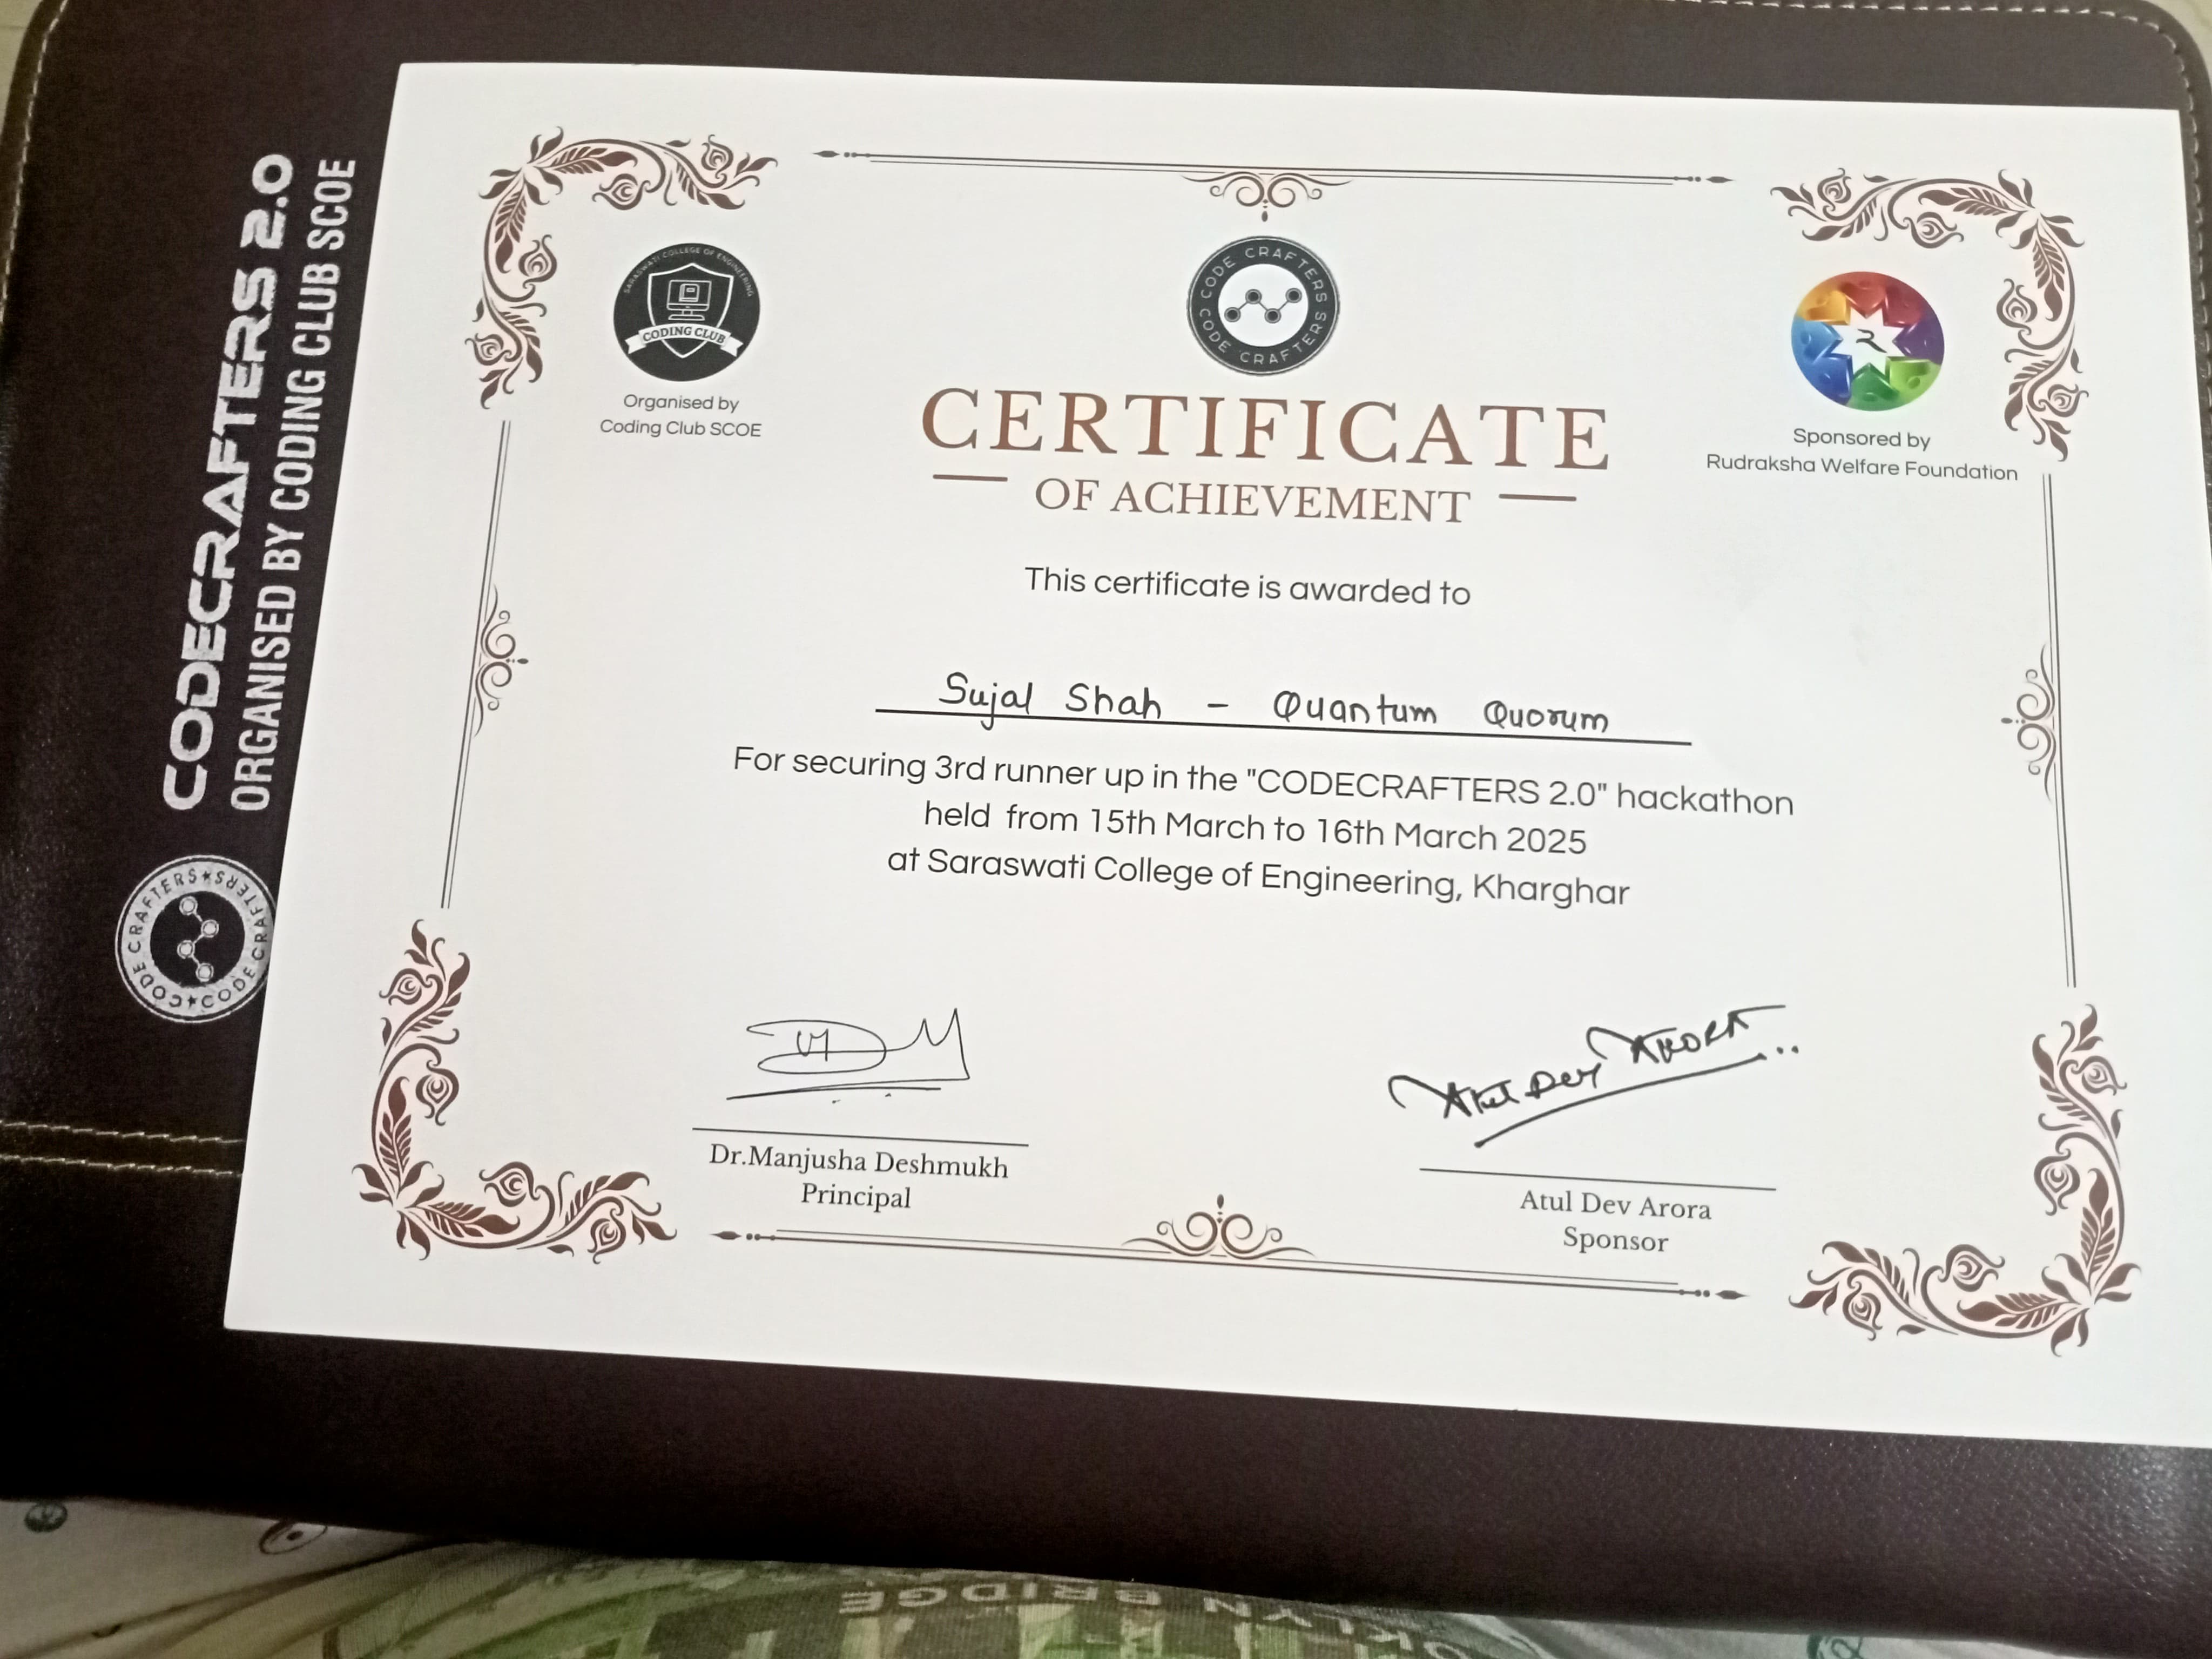 CODECRAFTERS 2.0
ORGANISED BY CODING CLUB SCOE
CODE CRAFTERS★CODE CRAFTERS★
SARASWATI COLLEGE OF ENGINEERING
CODING CLUB
Organised by
Coding Club SCOE
CODE CRAFTERS
CODE CRAFTERS
Sponsored by
Rudraksha Welfare Foundation
CERTIFICATE
OF ACHIEVEMENT
This certificate is awarded to
Sujal Shah - Quantum Quorum
For securing 3rd runner up in the "CODECRAFTERS 2.0" hackathon
held from 15th March to 16th March 2025
at Saraswati College of Engineering, Kharghar
Dr.Manjusha Deshmukh
Principal
Atul Dev Arora
Atul Dev Arora
Sponsor
BRIDGE